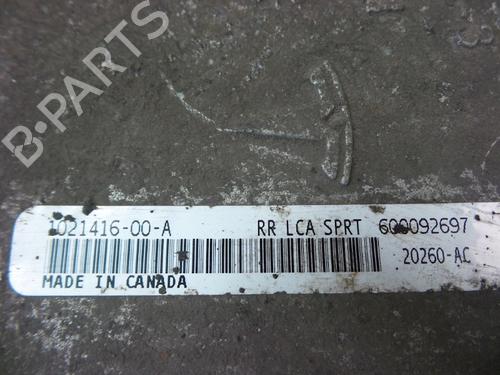 B-PARTS
1021416-00-A RR LCA SPRT 600092697
20260-AC
MADE IN CANADA